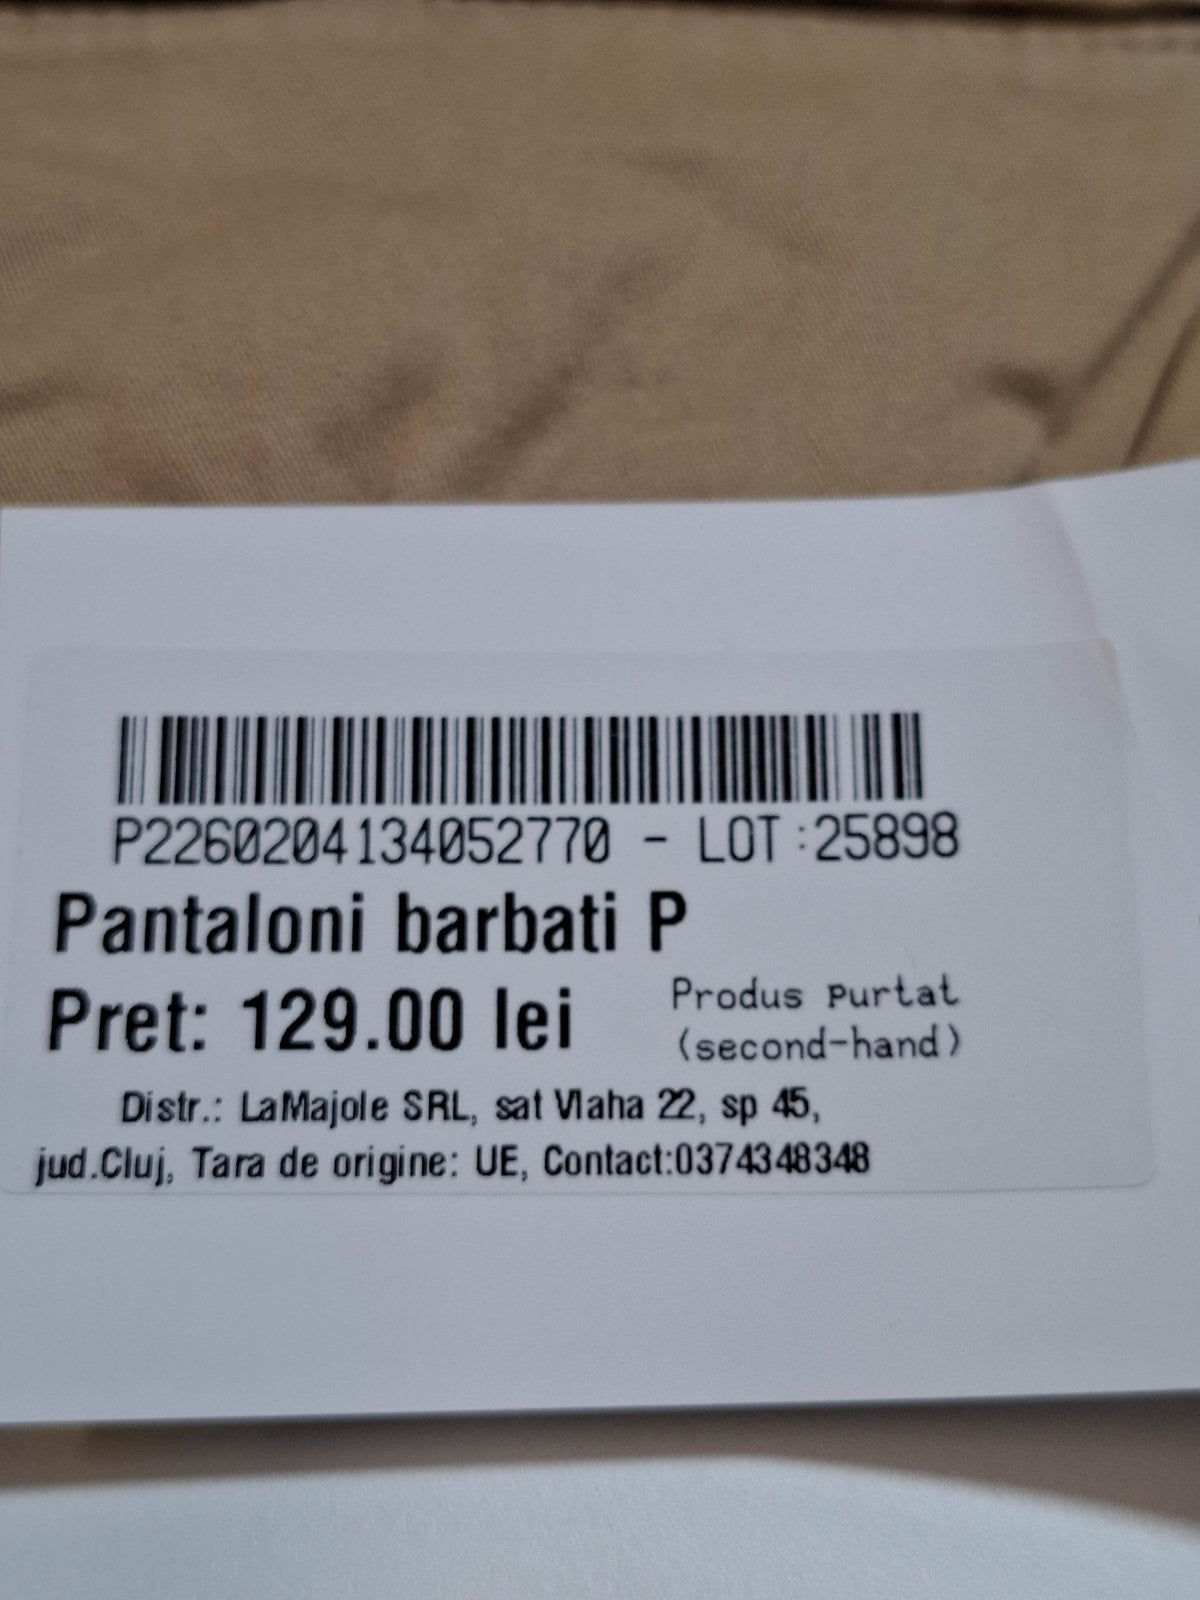 P2260204134052770 - LOT:25898
Pantaloni barbati P
Pret: 129.00 lei
Produs purtat
(second-hand)
Distr.: LaMajole SRL, sat Vlaha 22, sp 45,
jud.Cluj, Tara de origine: UE, Contact:0374348348